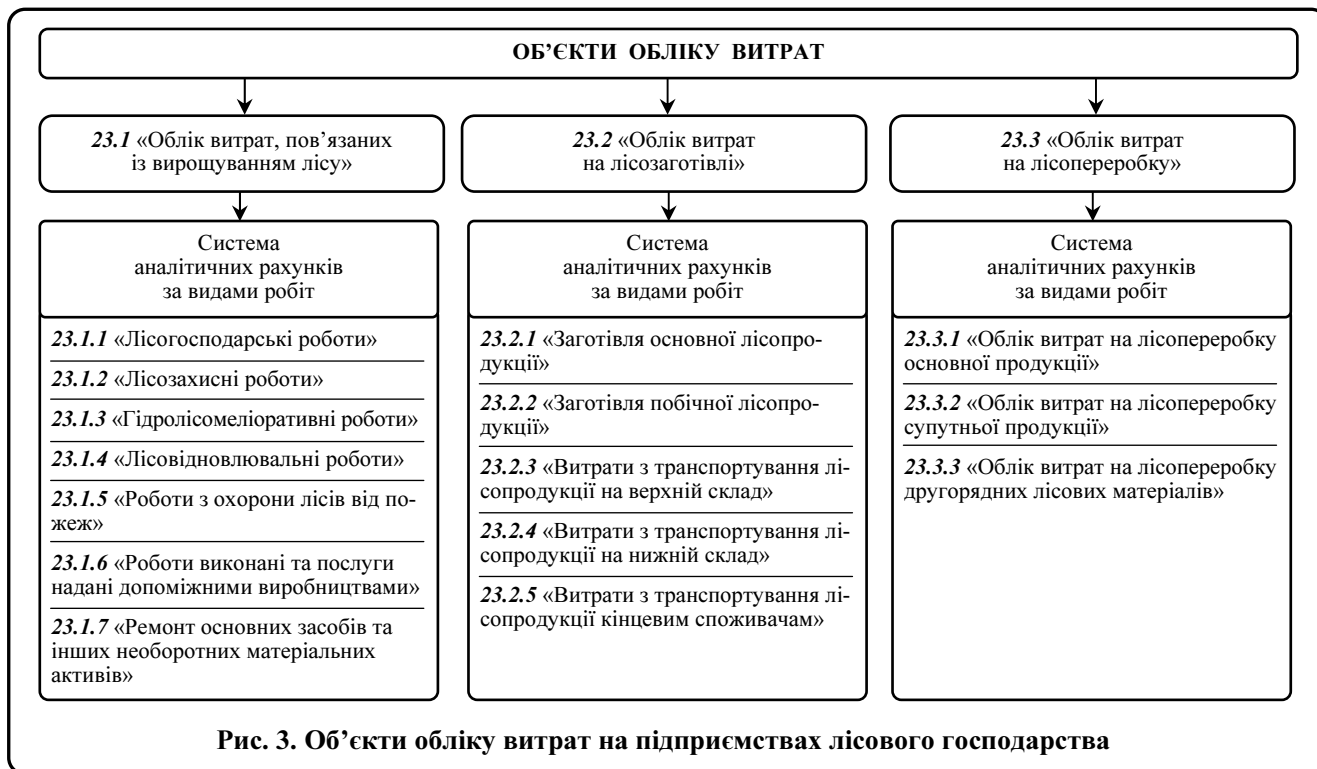 ОБ’ЄКТИ ОБЛІКУ ВИТРАТ
23.1 «Облік витрат, пов’язаних
із вирощуванням лісу»
23.2 «Облік витрат
на лісозаготівлі»
23.3 «Облік витрат
на лісопереробку»
Система
аналітичних рахунків
за видами робіт
23.1.1 «Лісогосподарські роботи»
23.1.2 «Лісозахисні роботи»
23.1.3 «Гідролісомеліоративні роботи»
23.1.4 «Лісовідновлювальні роботи»
23.1.5 «Роботи з охорони лісів від по-
жеж»
23.1.6 «Роботи виконані та послуги
надані допоміжними виробництвами»
23.1.7 «Ремонт основних засобів та
інших необоротних матеріальних
активів»
Система
аналітичних рахунків
за видами робіт
23.2.1 «Заготівля основної лісопро-
дукції»
23.2.2 «Заготівля побічної лісопро-
дукції»
23.2.3 «Витрати з транспортування лі-
сопродукції на верхній склад»
23.2.4 «Витрати з транспортування лі-
сопродукції на нижній склад»
23.2.5 «Витрати з транспортування лі-
сопродукції кінцевим споживачам»
Система
аналітичних рахунків
за видами робіт
23.3.1 «Облік витрат на лісопереробку
основної продукції»
23.3.2 «Облік витрат на лісопереробку
супутньої продукції»
23.3.3 «Облік витрат на лісопереробку
другорядних лісових матеріалів»
Рис. 3. Об’єкти обліку витрат на підприємствах лісового господарства